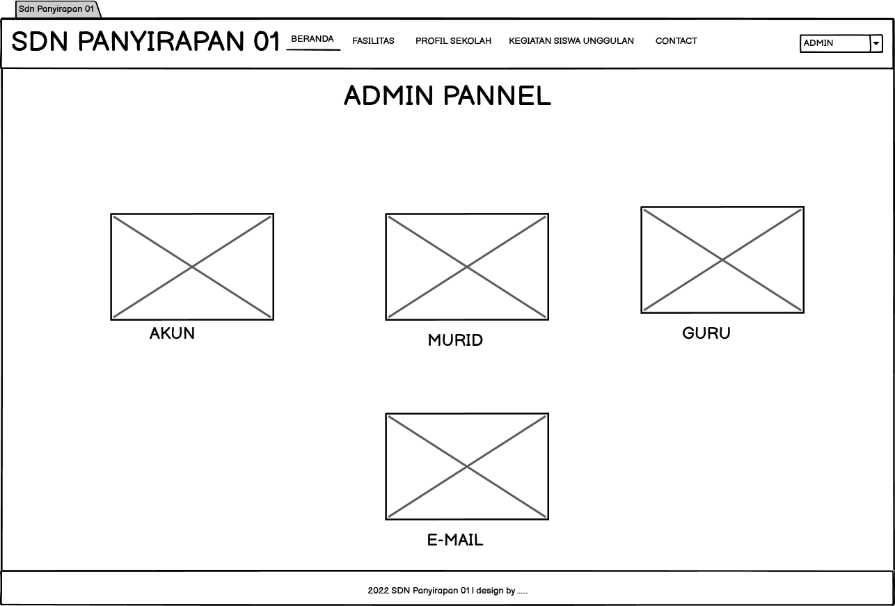 Sdn Panyirapan 01
SDN PANYIRAPAN 01
BERANDA
FASILITAS
PROFIL SEKOLAH
KEGIATAN SISWA UNGGULAN
CONTACT
ADMIN
ADMIN PANNEL
AKUN
MURID
GURU
E-MAIL
2022 SDN Panyirapan 01 | design by .....